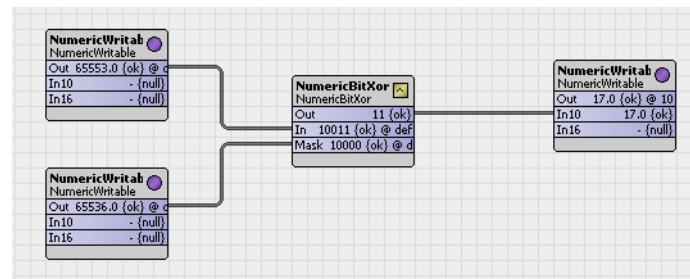 NumericWritab
NumericWritable
Out 65553.0 {ok} @ d
In10 - {null}
In16 - {null}
NumericBitXor
NumericBitXor
Out 11 {ok}
In 10011 {ok} @ def
Mask 10000 {ok} @ d
NumericWritab
NumericWritable
Out 17.0 {ok} @ 10
In10 17.0 {ok}
In16 - {null}
NumericWritab
NumericWritable
Out 65536.0 {ok} @ d
In10 - {null}
In16 - {null}